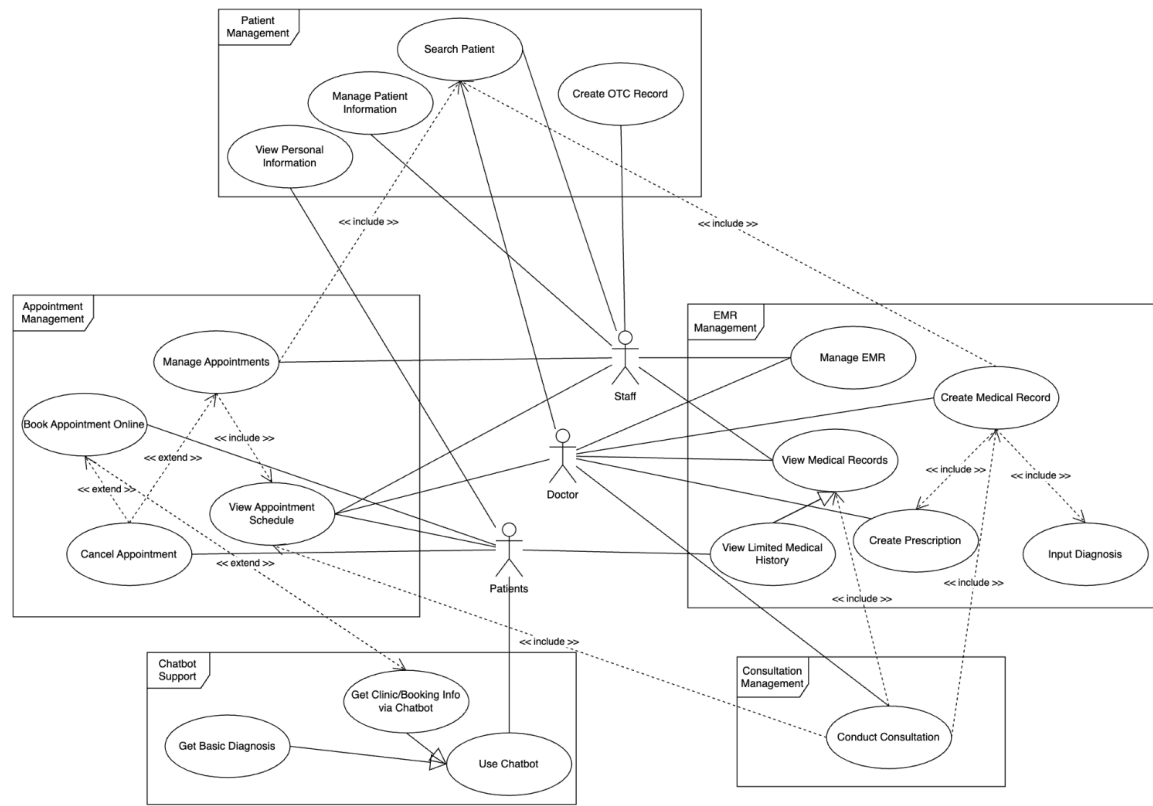 Patient
Management
Search Patient
Manage Patient
Information
Create OTC Record
View Personal
Information
<< include >>
<< include >>
Appointment
Management
Manage Appointments
Book Appointment Online
<< include >>
<< extend >>
<< extend >>
View Appointment
Schedule
Cancel Appointment
<< extend >>
Staff
Doctor
Patients
EMR
Management
Manage EMR
Create Medical Record
View Medical Records
<< include >>
<< include >>
Create Prescription
View Limited Medical
History
Input Diagnosis
<< include >>
<< include >>
<< include >>
Chatbot
Support
Get Clinic/Booking Info
via Chatbot
Get Basic Diagnosis
Use Chatbot
Consultation
Management
Conduct Consultation